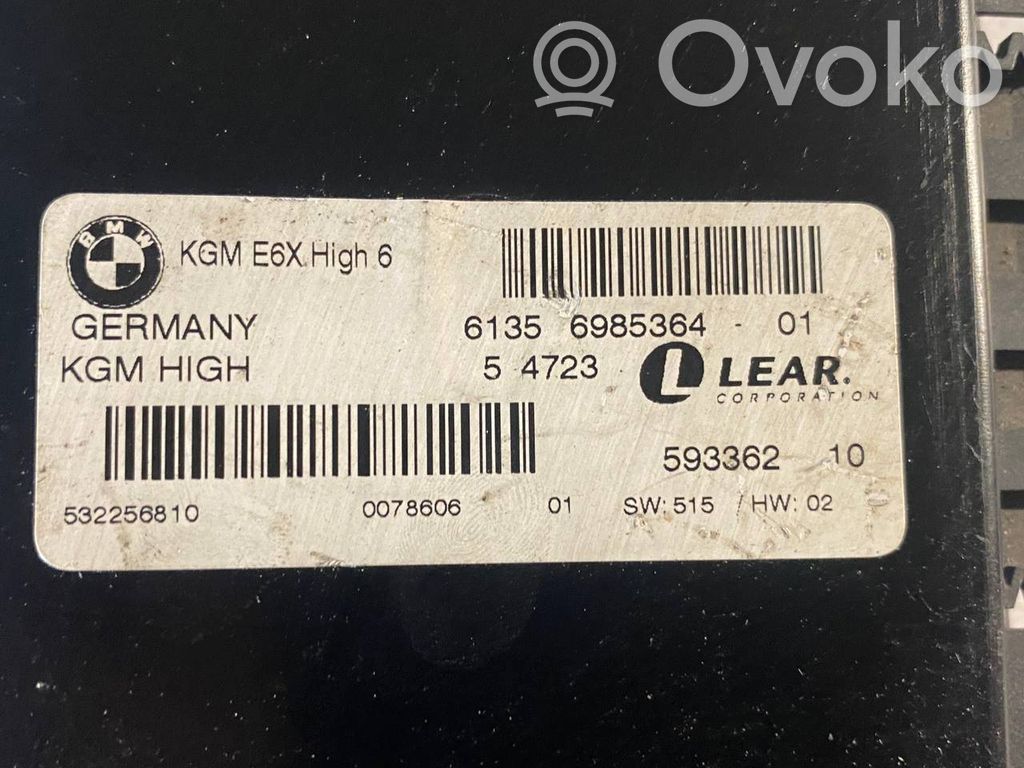 Ovoko
BMW
KGM E6X High 6
GERMANY 6135 6985364 - 01
KGM HIGH 5 4723 LEAR.
CORPORATION
593362 10
532256810 0078606 01 SW: 515 / HW: 02